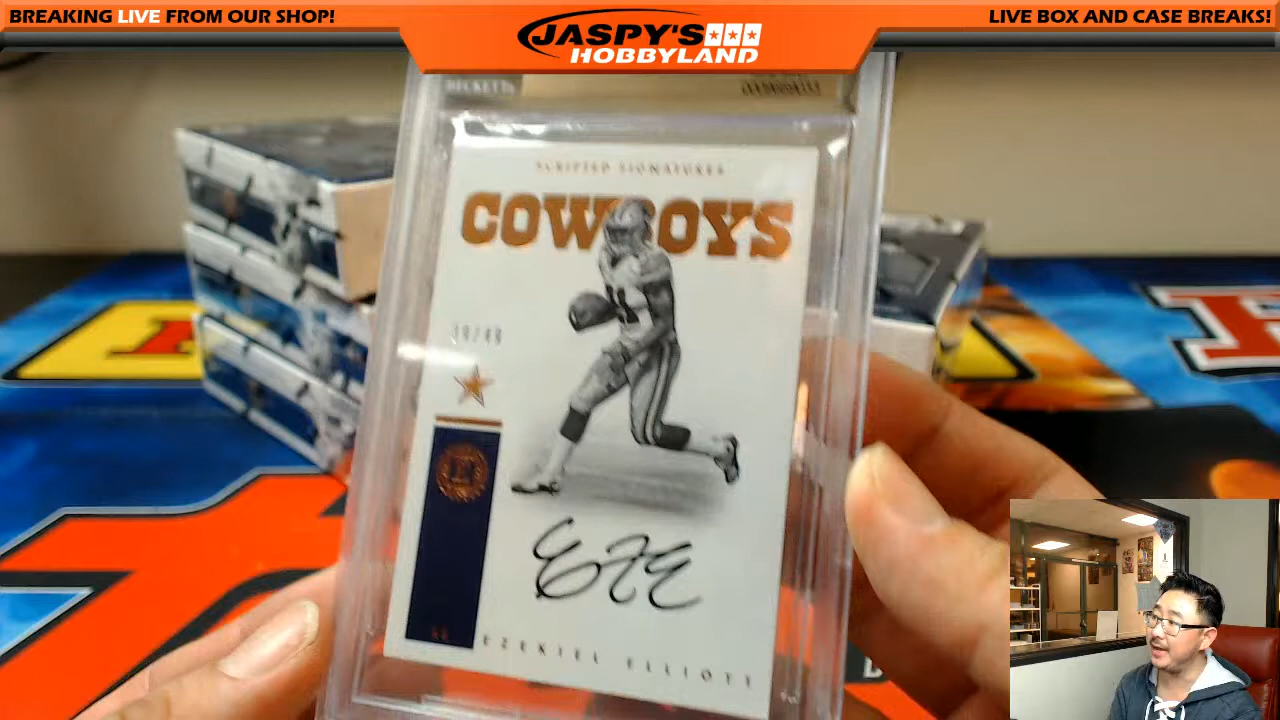 BREAKING LIVE FROM OUR SHOP!
JASPY'S
HOBBYLAND
LIVE BOX AND CASE BREAKS!
SCRIPTED SIGNATURES
COWBOYS
EZEKIEL ELLIOTT